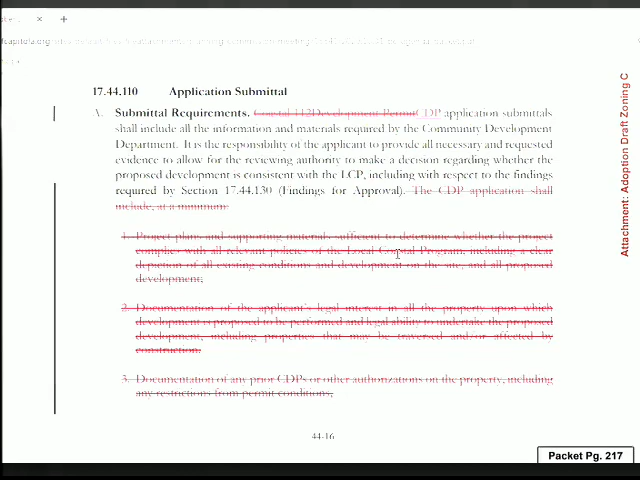 17.44.110 Application Submittal
A. Submittal Requirements. Coastal 112Development PermitCDP application submittals
shall include all the information and materials required by the Community Development
Department. It is the responsibility of the applicant to provide all necessary and requested
evidence to allow for the reviewing authority to make a decision regarding whether the
proposed development is consistent with the LCP, including with respect to the findings
required by Section 17.44.130 (Findings for Approval). The CDP application shall
include, at a minimum:
1. Project plans and supporting materials sufficient to determine whether the project
complies with all relevant policies of the Local Coastal Program, including a clear
depiction of all existing conditions and development on the site, and all proposed
development;
2. Documentation of the applicant's legal interest in all the property upon which
development is proposed to be performed and legal ability to undertake the proposed
development, including properties that may be traversed and/or affected by
construction.
3. Documentation of any prior CDPs or other authorizations on the property, including
any restrictions from permit conditions;
44-16
Packet Pg. 217
Attachment: Adoption Draft Zoning C